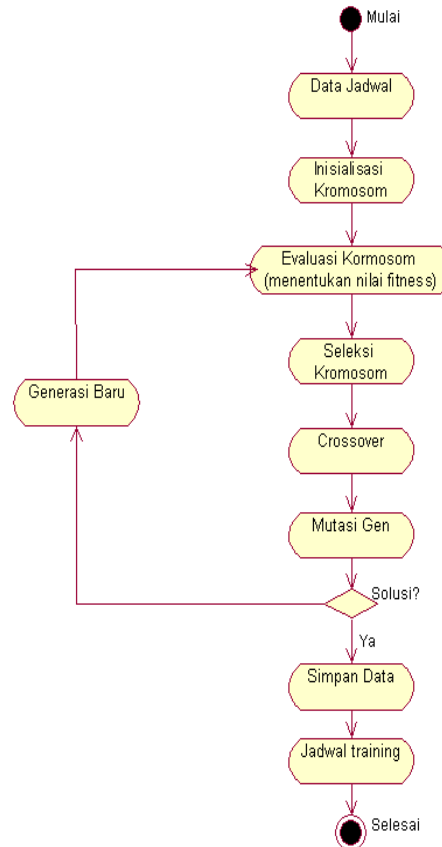 Mulai
Data Jadwal
Inisialisasi
Kromosom
Evaluasi Kormosom
(menentukan nilai fitness)
Seleksi
Kromosom
Generasi Baru
Crossover
Mutasi Gen
Solusi?
Ya
Simpan Data
Jadwal training
Selesai